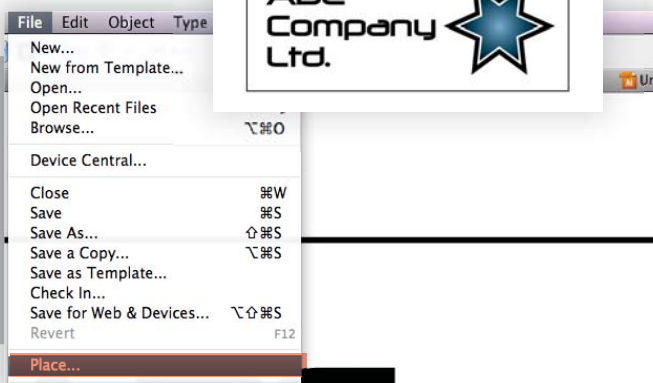 File Edit Object Type
ABC
Company
Ltd.
New...
New from Template...
Open...
Open Recent Files
Browse... ⌥⌘O
Device Central...
Close ⌘W
Save ⌘S
Save As... ⇧⌘S
Save a Copy... ⌥⌘S
Save as Template...
Check In...
Save for Web & Devices... ⌥⇧⌘S
Revert F12
Place...